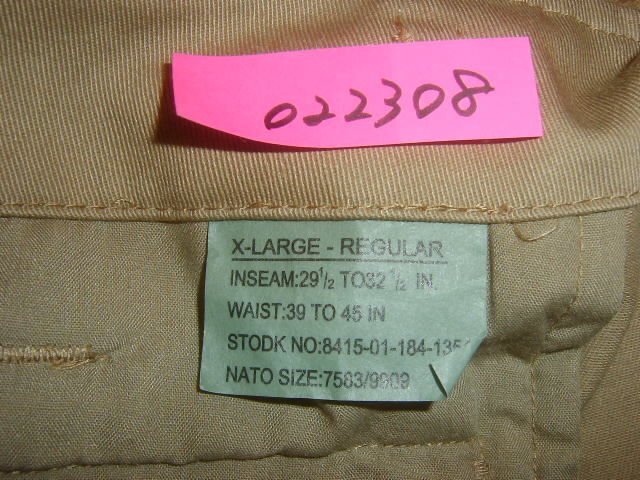 022308
X-LARGE - REGULAR
INSEAM:29 1/2 TO32 1/2 IN.
WAIST:39 TO 45 IN
STODK NO:8415-01-184-135
NATO SIZE:7583/9909